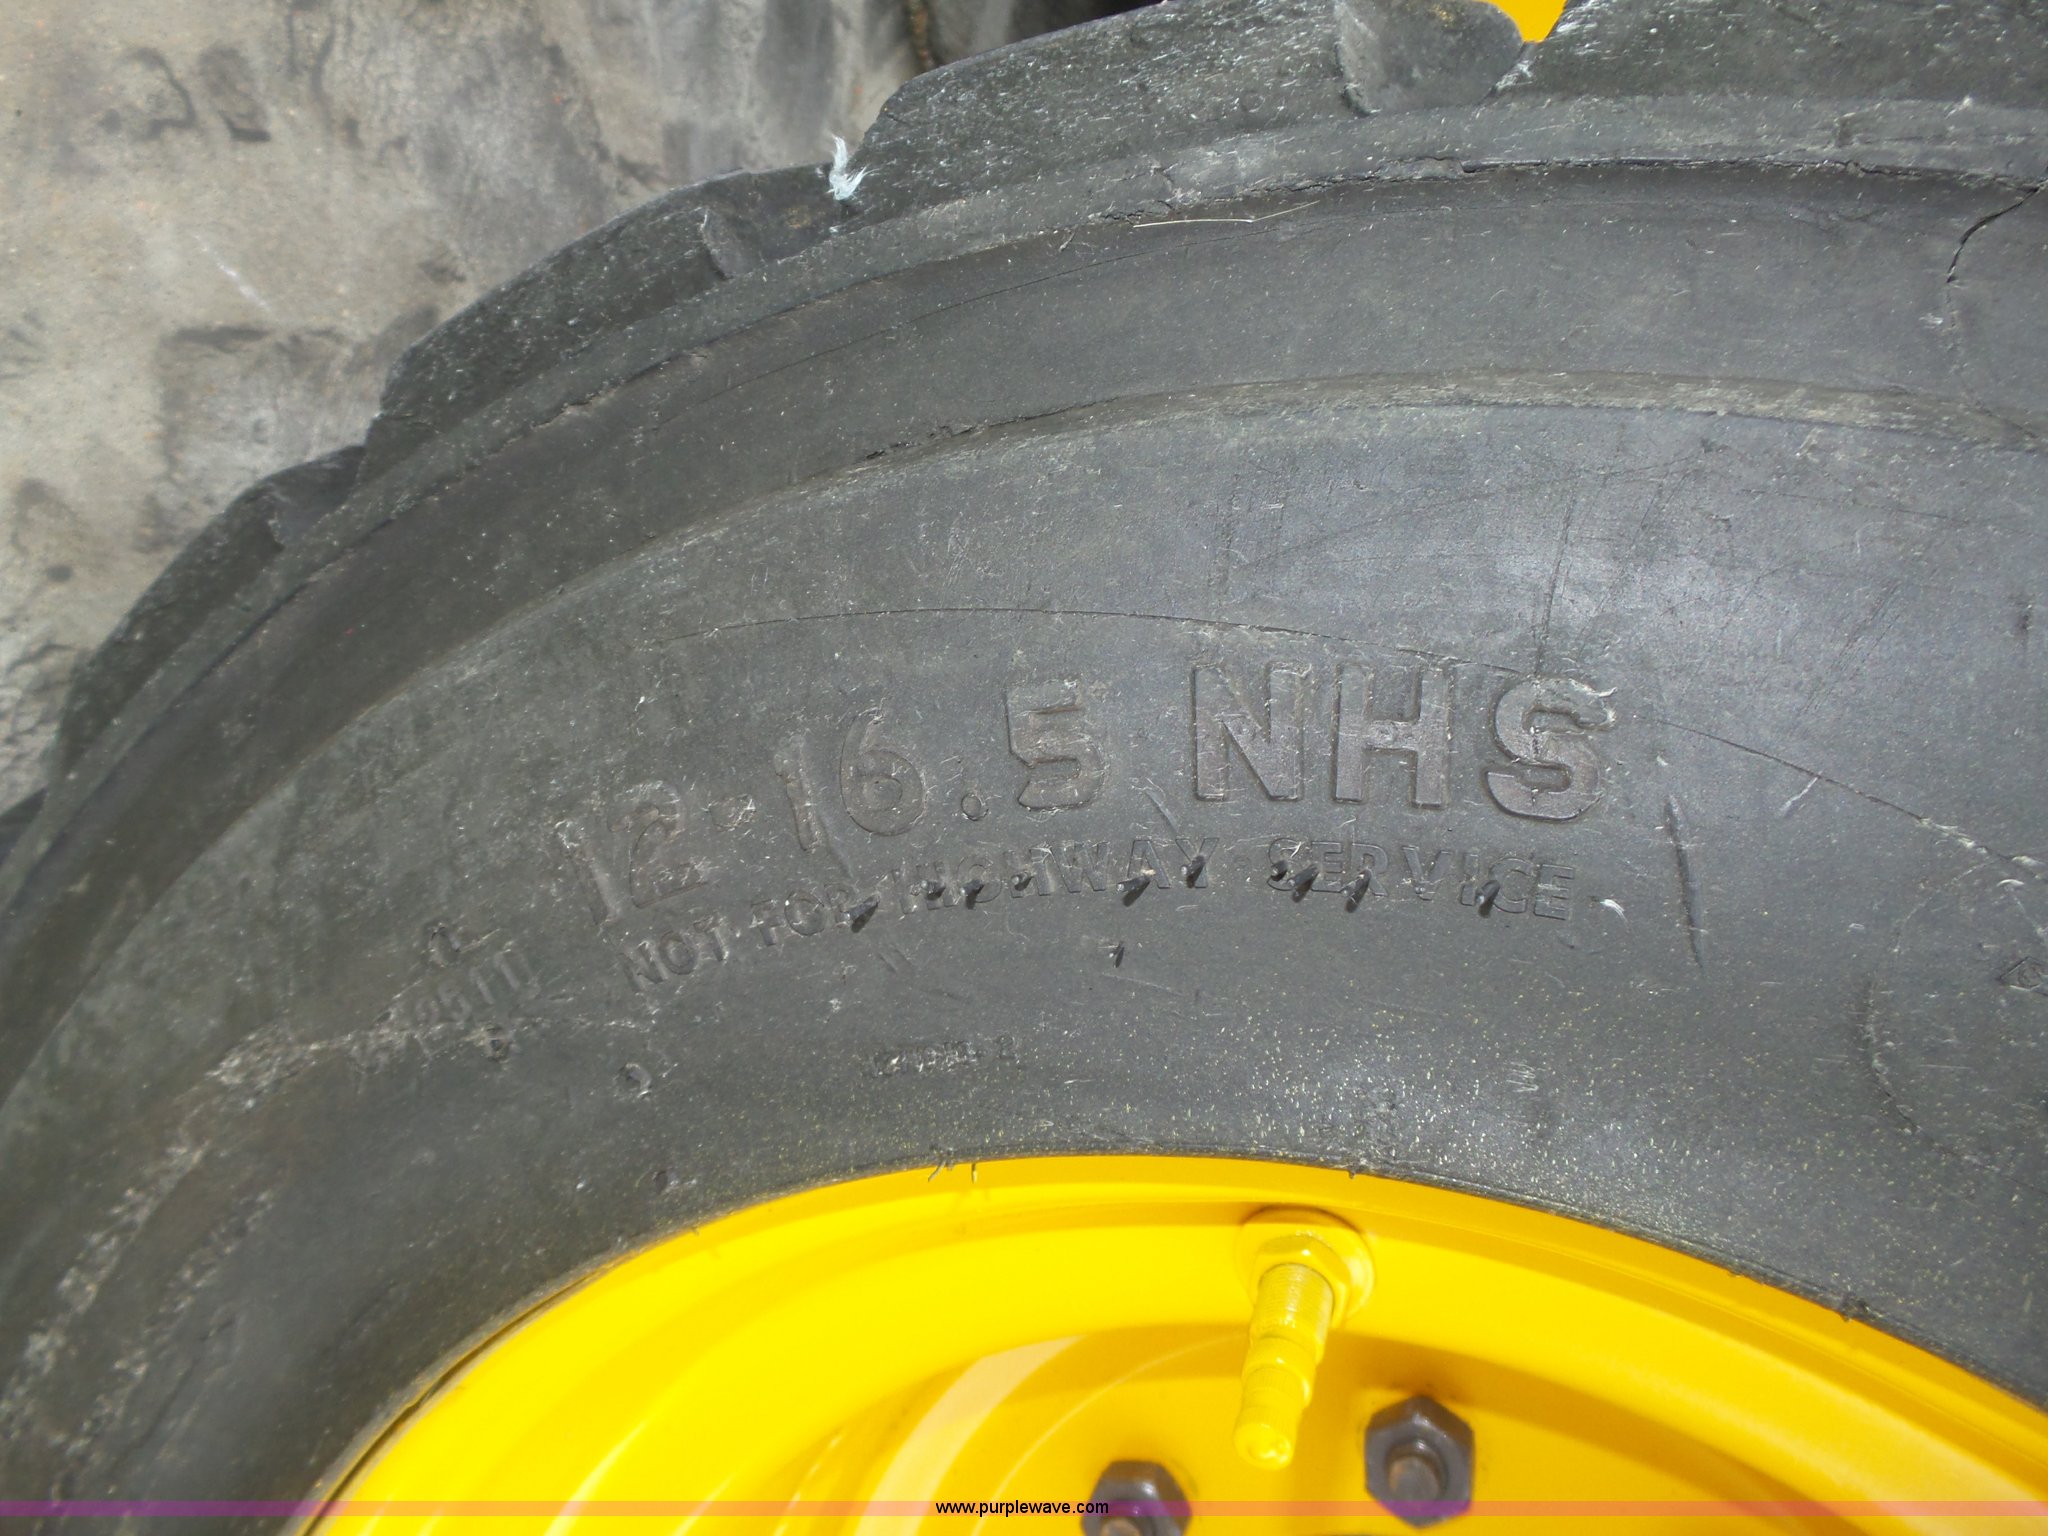 12-16.5 NHS
NOT FOR HIGHWAY SERVICE
www.purplewave.com